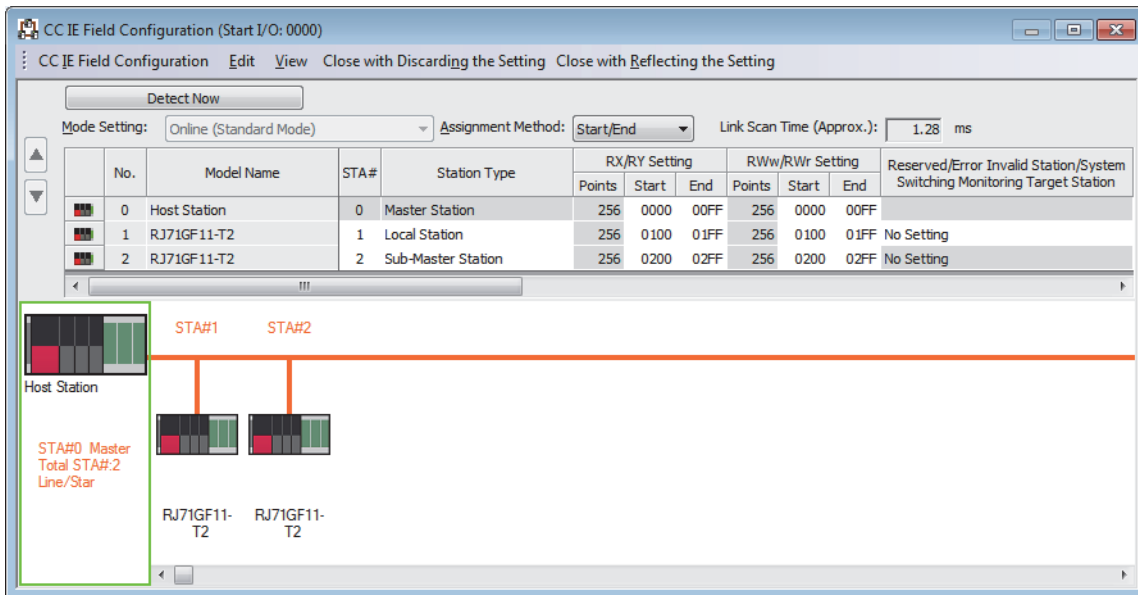 CC IE Field Configuration (Start I/O: 0000)
CC IE Field Configuration Edit View Close with Discarding the Setting Close with Reflecting the Setting
Detect Now
Mode Setting: Online (Standard Mode) Assignment Method: Start/End Link Scan Time (Approx.): 1.28 ms
No. Model Name STA# Station Type RX/RY Setting RWw/RWr Setting Reserved/Error Invalid Station/System
Points Start End Points Start End Switching Monitoring Target Station
0 Host Station 0 Master Station 256 0000 00FF 256 0000 00FF
1 RJ71GF11-T2 1 Local Station 256 0100 01FF 256 0100 01FF No Setting
2 RJ71GF11-T2 2 Sub-Master Station 256 0200 02FF 256 0200 02FF No Setting
STA#1 STA#2
Host Station
STA#0 Master
Total STA#:2
Line/Star
RJ71GF11-
T2
RJ71GF11-
T2